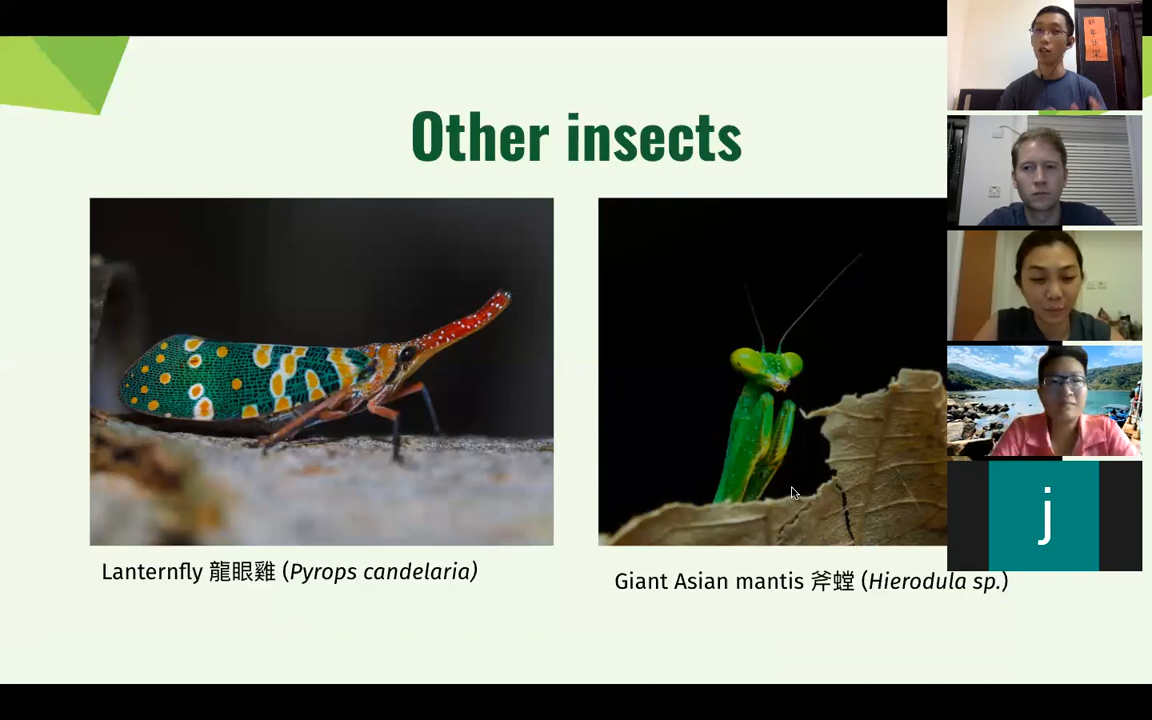 Other insects
Lanternfly 龍眼雞 (Pyrops candelaria)
Giant Asian mantis 斧螳 (Hierodula sp.)
j